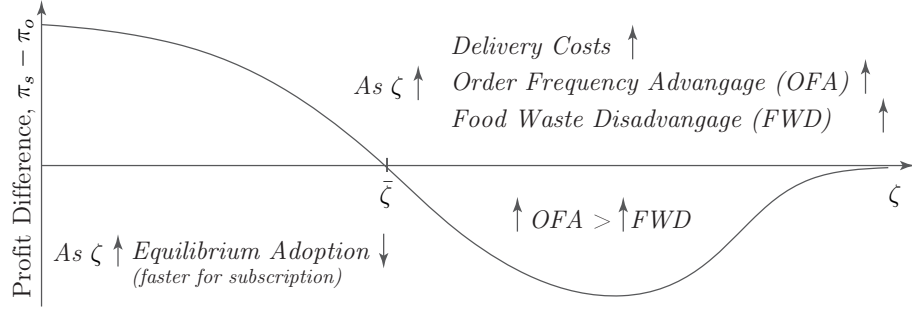 Profit Difference, π_s − π_o
Delivery Costs ↑
As ζ ↑ Order Frequency Advangage (OFA) ↑
Food Waste Disadvangage (FWD) ↑
ζ̄
ζ
↑ OFA > ↑ FWD
As ζ ↑ Equilibrium Adoption ↓
(faster for subscription)